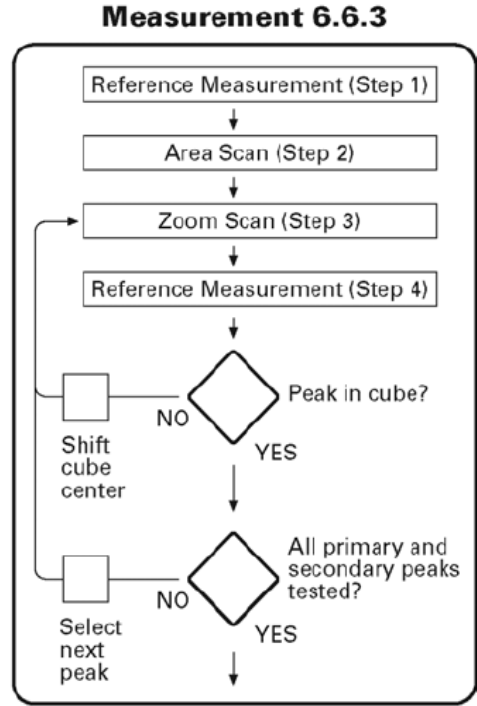 Measurement 6.6.3
Reference Measurement (Step 1)
Area Scan (Step 2)
Zoom Scan (Step 3)
Reference Measurement (Step 4)
Peak in cube?
NO
YES
Shift
cube
center
All primary and
secondary peaks
tested?
NO
YES
Select
next
peak